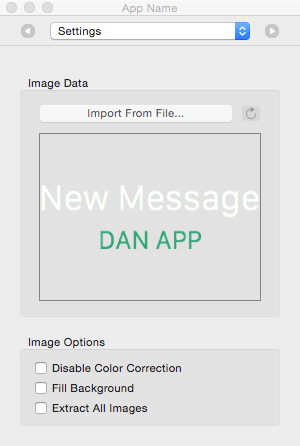 App Name
Settings
Image Data
Import From File...
New Message
DAN APP
Image Options
Disable Color Correction
Fill Background
Extract All Images